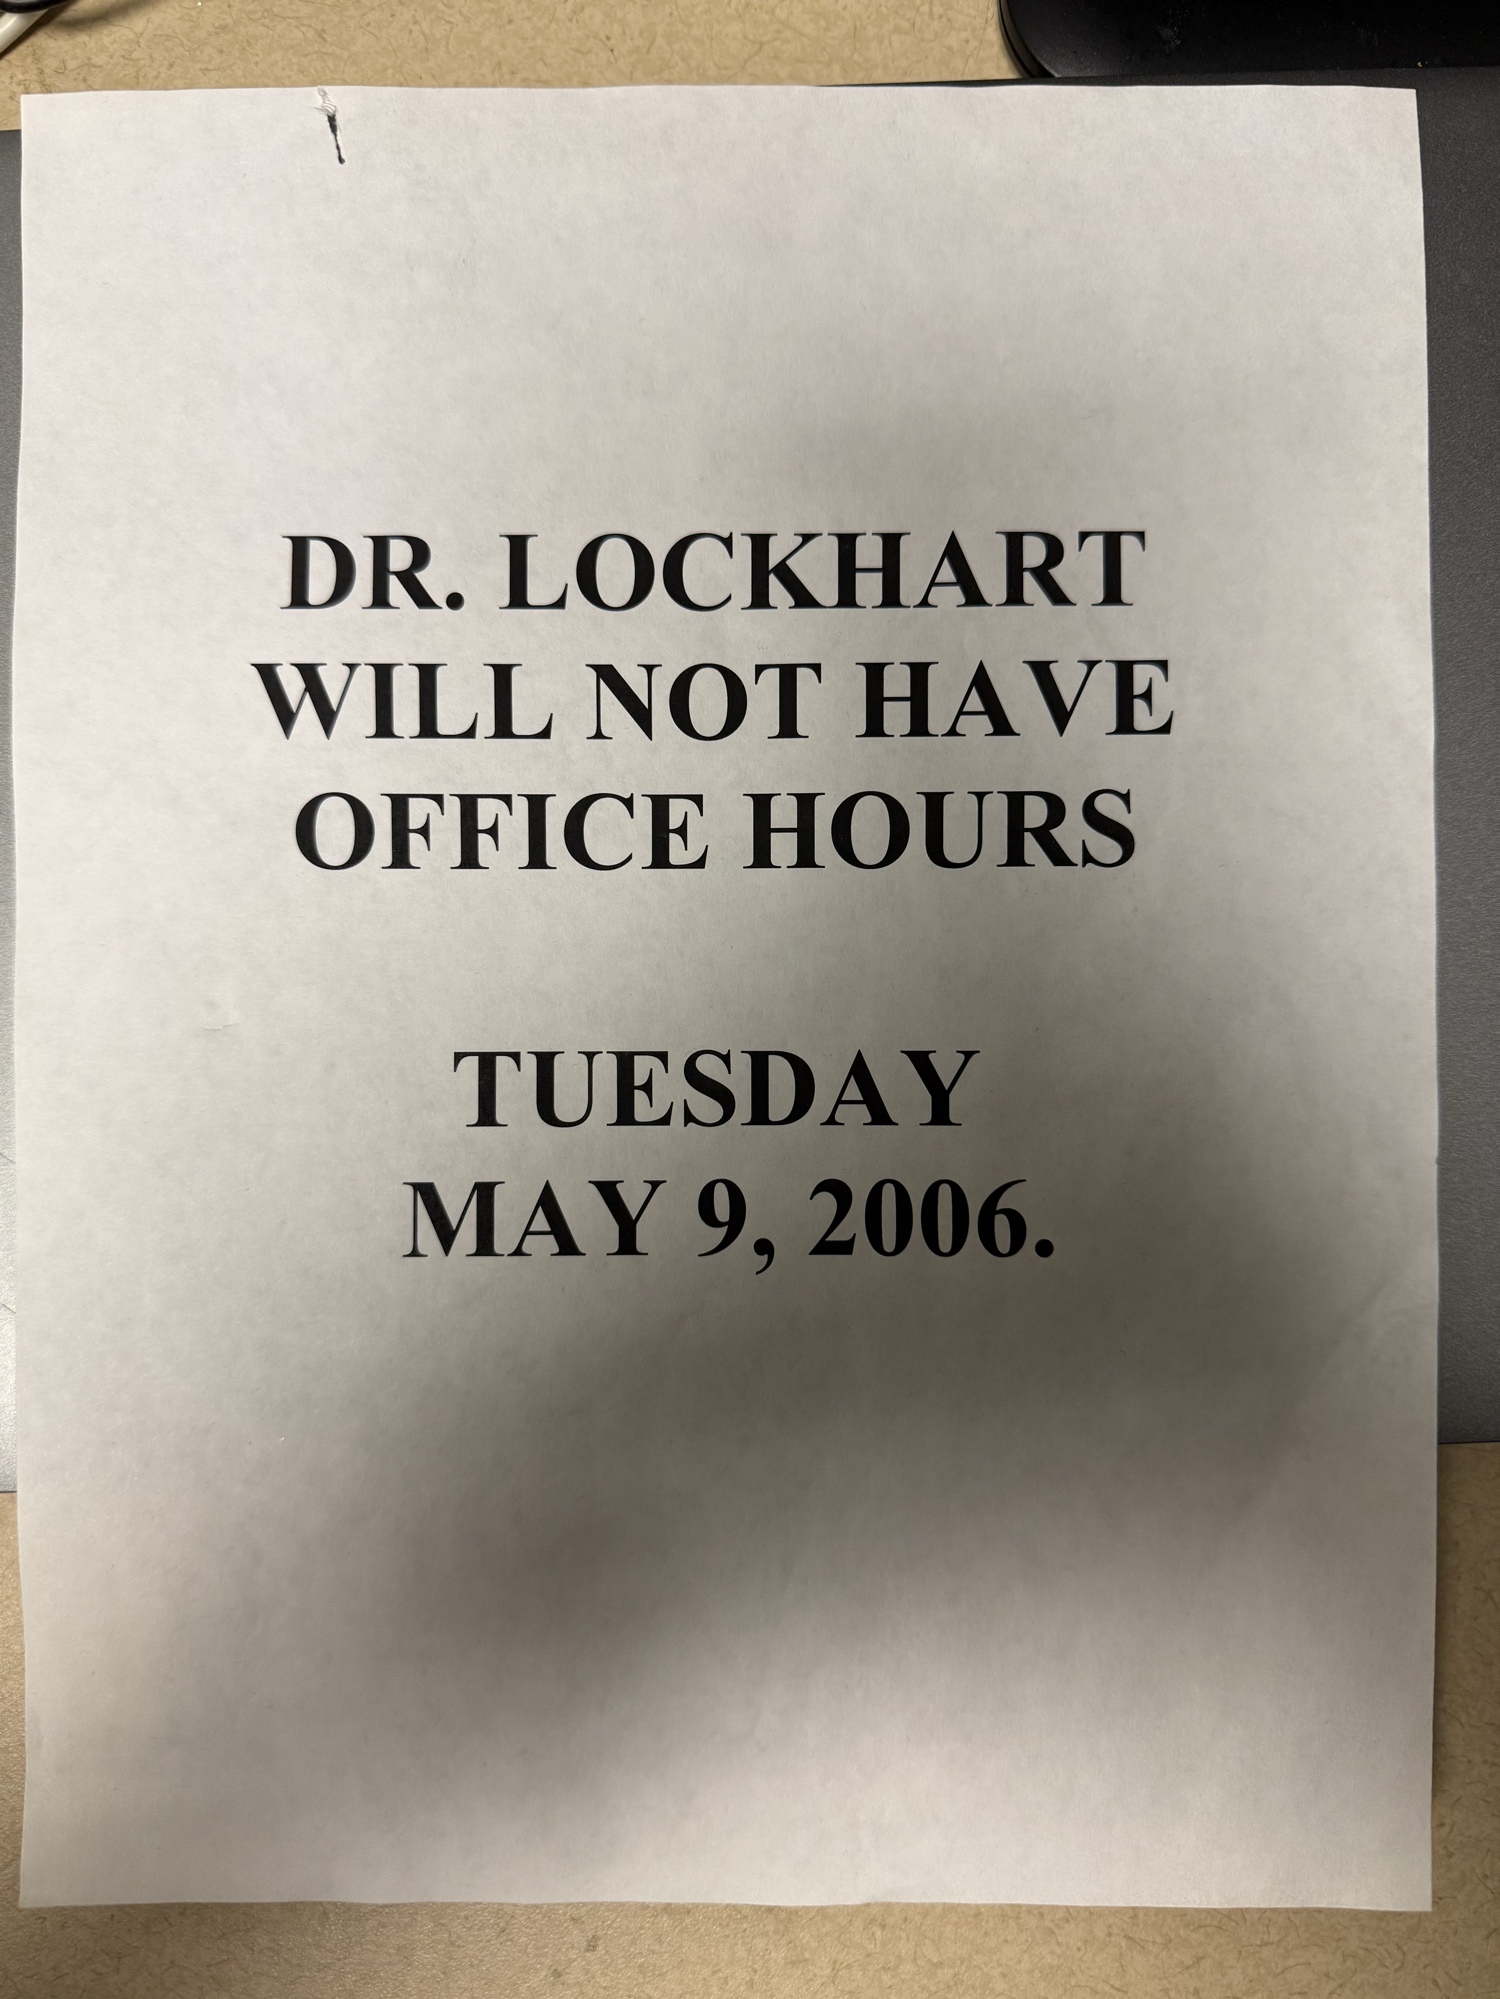 DR. LOCKHART
WILL NOT HAVE
OFFICE HOURS
TUESDAY
MAY 9, 2006.